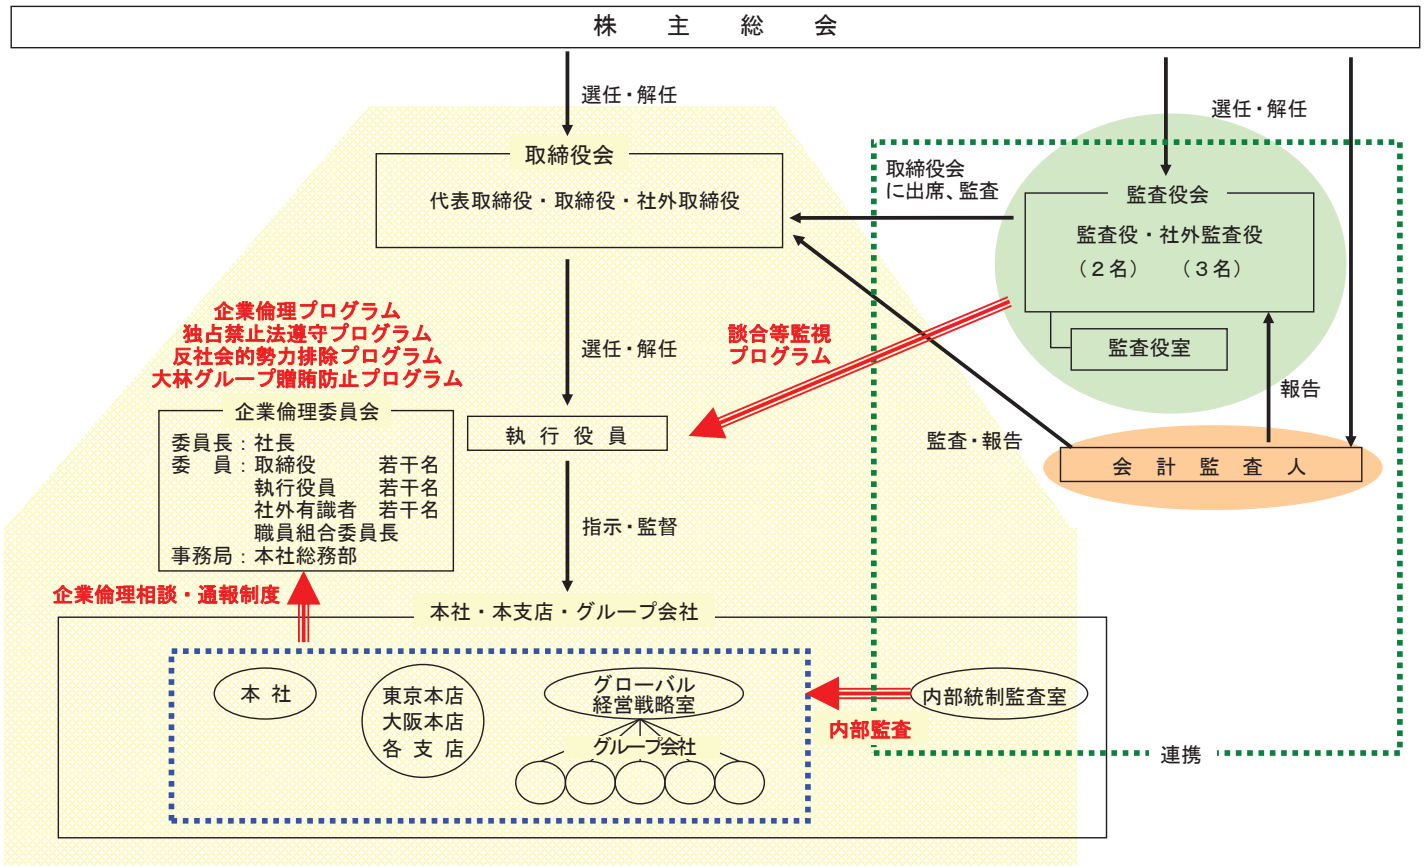 株主総会
選任・解任
選任・解任
取締役会
代表取締役・取締役・社外取締役
取締役会
に出席、監査
監査役会
監査役・社外監査役
（２名）　（３名）
監査役室
企業倫理プログラム
独占禁止法遵守プログラム
反社会的勢力排除プログラム
大林グループ贈賄防止プログラム
選任・解任
談合等監視
プログラム
報告
企業倫理委員会
委員長：社長
委　員：取締役　若干名
執行役員　若干名
社外有識者　若干名
職員組合委員長
事務局：本社総務部
執行役員
監査・報告
会計監査人
指示・監督
企業倫理相談・通報制度
本社・本支店・グループ会社
本社
東京本店
大阪本店
各支店
グローバル
経営戦略室
グループ会社
内部統制監査室
内部監査
連携